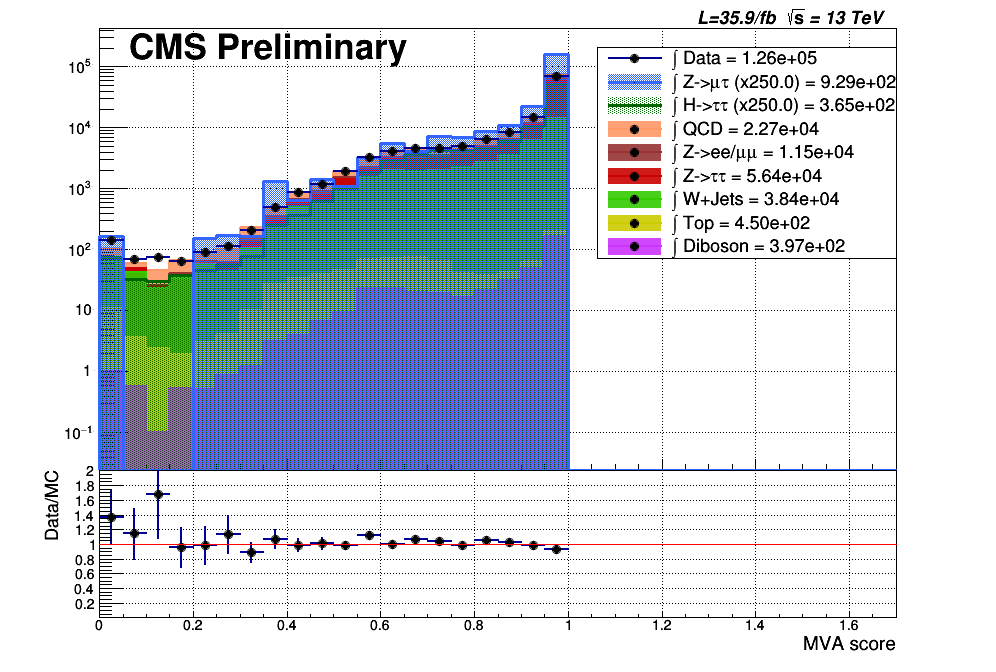 L=35.9/fb √s = 13 TeV
CMS Preliminary
∫ Data = 1.26e+05
∫ Z->μτ (x250.0) = 9.29e+02
∫ H->ττ (x250.0) = 3.65e+02
∫ QCD = 2.27e+04
∫ Z->ee/μμ = 1.15e+04
∫ Z->ττ = 5.64e+04
∫ W+Jets = 3.84e+04
∫ Top = 4.50e+02
∫ Diboson = 3.97e+02
10⁵
10⁴
10³
10²
10
1
10⁻¹
Data/MC
2
1.8
1.6
1.4
1.2
1
0.8
0.6
0.4
0.2
0 0.2 0.4 0.6 0.8 1 1.2 1.4 1.6
MVA score